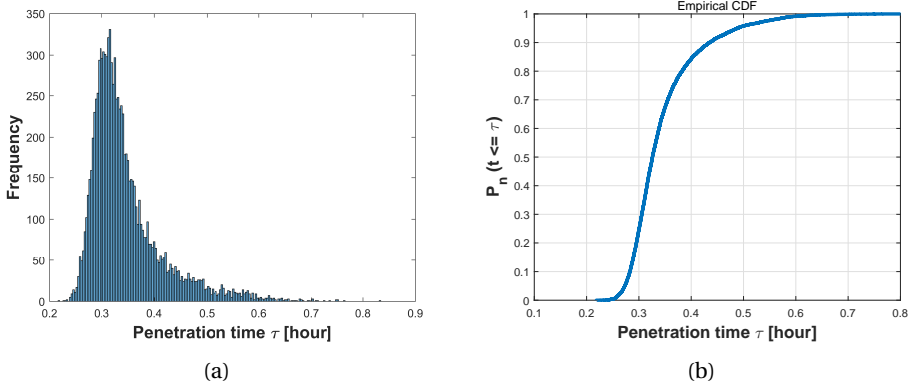 350
300
250
200
150
100
50
0
Frequency
0.2 0.3 0.4 0.5 0.6 0.7 0.8 0.9
Penetration time τ [hour]
(a)
Empirical CDF
1
0.9
0.8
0.7
0.6
0.5
0.4
0.3
0.2
0.1
0
P_n (t <= τ)
0.1 0.2 0.3 0.4 0.5 0.6 0.7 0.8
Penetration time τ [hour]
(b)